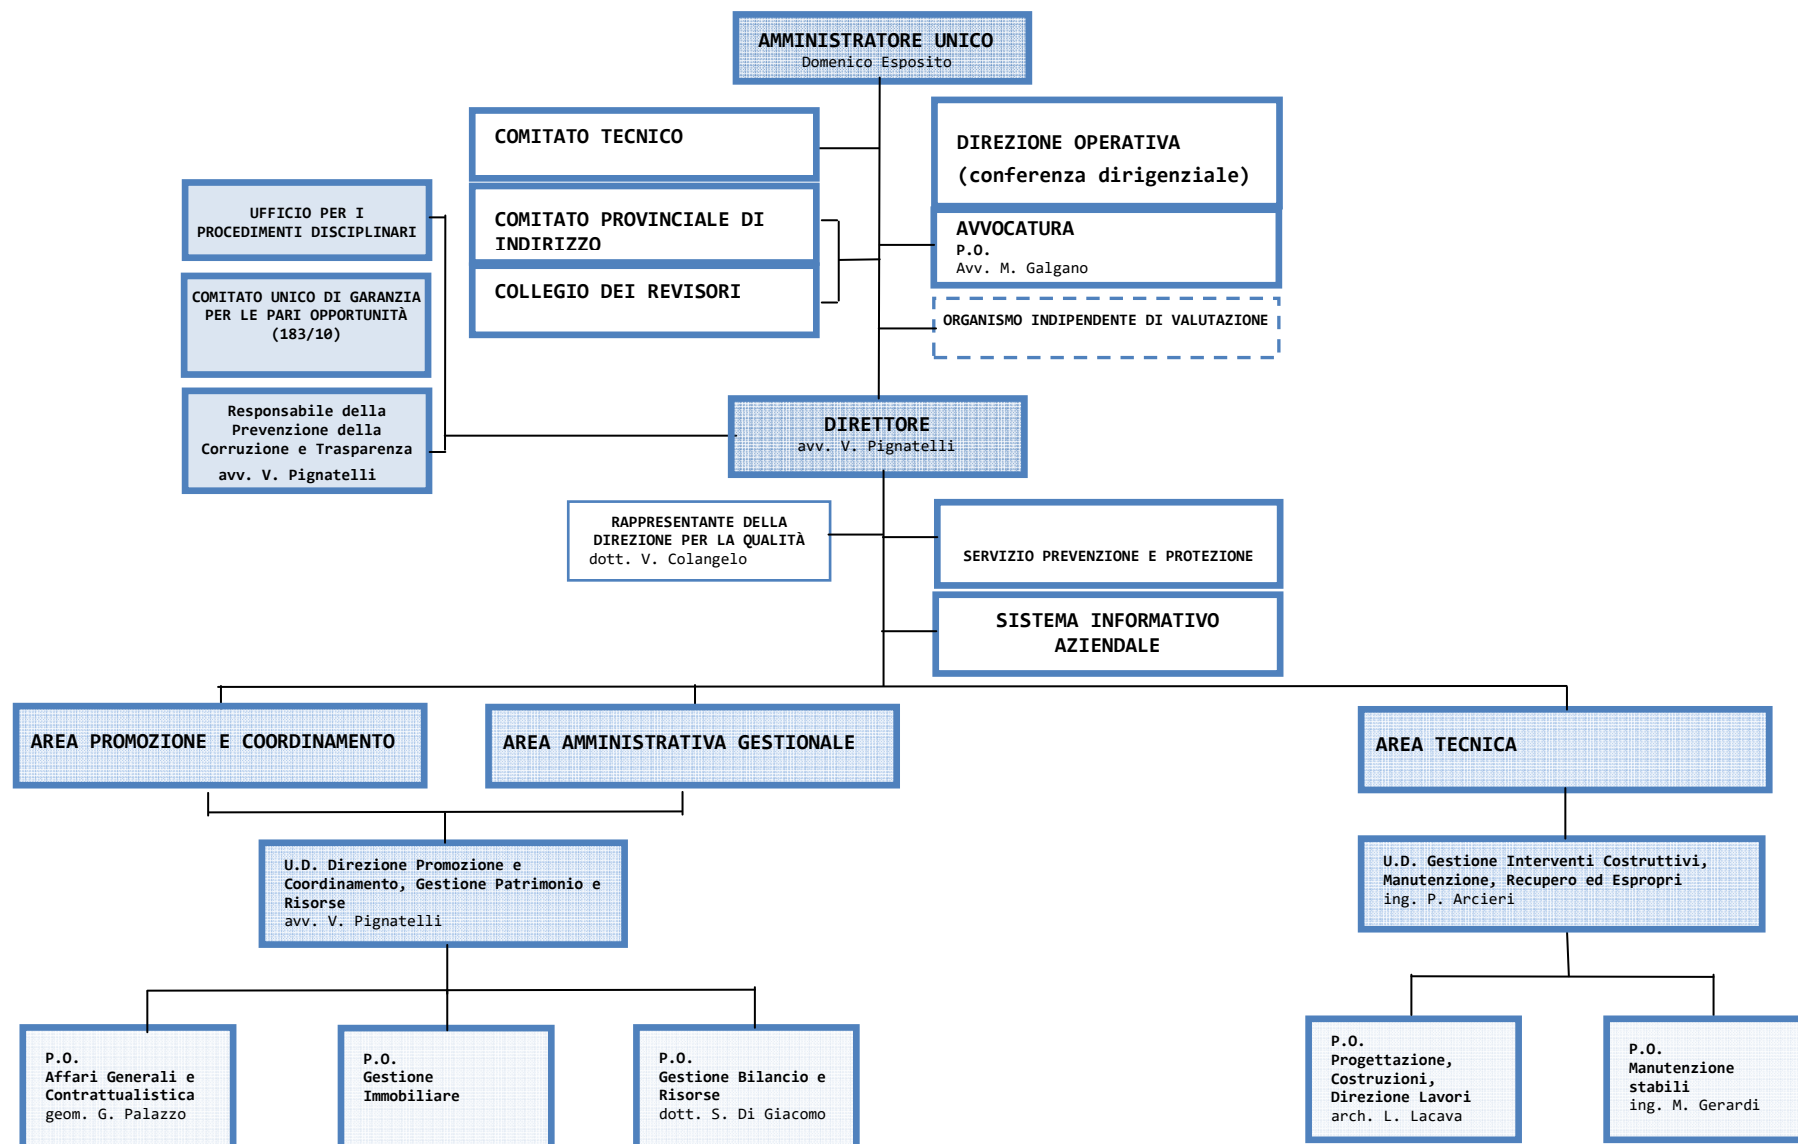 AMMINISTRATORE UNICO
Domenico Esposito
COMITATO TECNICO
DIREZIONE OPERATIVA
(conferenza dirigenziale)
UFFICIO PER I
PROCEDIMENTI DISCIPLINARI
COMITATO PROVINCIALE DI
INDIRIZZO
AVVOCATURA
P.O.
Avv. M. Galgano
COMITATO UNICO DI GARANZIA
PER LE PARI OPPORTUNITÀ
(183/10)
COLLEGIO DEI REVISORI
ORGANISMO INDIPENDENTE DI VALUTAZIONE
Responsabile della
Prevenzione della
Corruzione e Trasparenza
avv. V. Pignatelli
DIRETTORE
avv. V. Pignatelli
RAPPRESENTANTE DELLA
DIREZIONE PER LA QUALITÀ
dott. V. Colangelo
SERVIZIO PREVENZIONE E PROTEZIONE
SISTEMA INFORMATIVO
AZIENDALE
AREA PROMOZIONE E COORDINAMENTO
AREA AMMINISTRATIVA GESTIONALE
AREA TECNICA
U.D. Direzione Promozione e
Coordinamento, Gestione Patrimonio e
Risorse
avv. V. Pignatelli
U.D. Gestione Interventi Costruttivi,
Manutenzione, Recupero ed Espropri
ing. P. Arcieri
P.O.
Affari Generali e
Contrattualistica
geom. G. Palazzo
P.O.
Gestione
Immobiliare
P.O.
Gestione Bilancio e
Risorse
dott. S. Di Giacomo
P.O.
Progettazione,
Costruzioni,
Direzione Lavori
arch. L. Lacava
P.O.
Manutenzione
stabili
ing. M. Gerardi